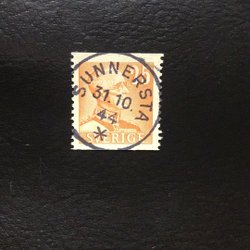 SUNNERSTA
31.10.
44
*
SVERIGE